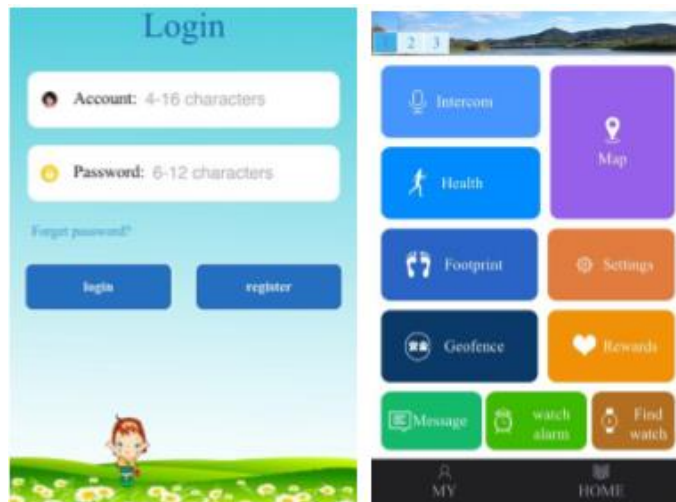 Login
Account: 4-16 characters
Password: 6-12 characters
Forget password?
login
register
1 2 3
Intercom
Map
Health
Footprint
Settings
Geofence
Rewards
Message
watch
alarm
Find
watch
MY
HOME